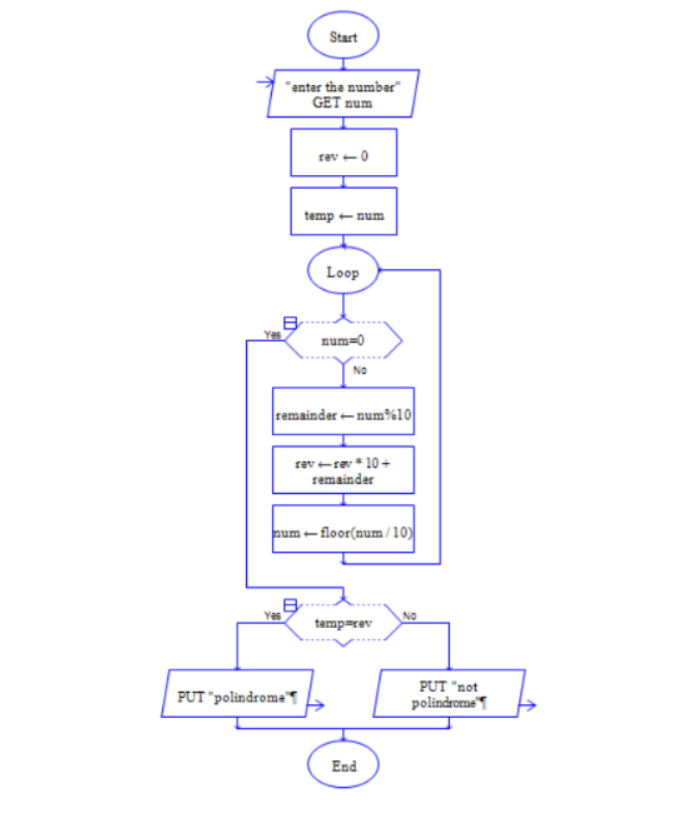 Start
"enter the number"
GET num
rev ← 0
temp ← num
Loop
Yes
num=0
No
remainder ← num%10
rev ← rev * 10 +
remainder
num ← floor(num / 10)
Yes
temp=rev
No
PUT "polindrome"¶
PUT "not
polindrome"¶
End